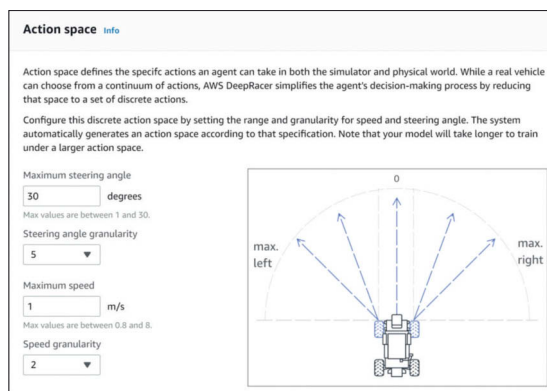 Action space Info
Action space defines the specifc actions an agent can take in both the simulator and physical world. While a real vehicle
can choose from a continuum of actions, AWS DeepRacer simplifies the agent's decision-making process by reducing
that space to a set of discrete actions.
Configure this discrete action space by setting the range and granularity for speed and steering angle. The system
automatically generates an action space according to that specification. Note that your model will take longer to train
under a larger action space.
Maximum steering angle
30 degrees
Max values are between 1 and 30.
Steering angle granularity
5
Maximum speed
1 m/s
Max values are between 0.8 and 8.
Speed granularity
2
0
max.
left
max.
right